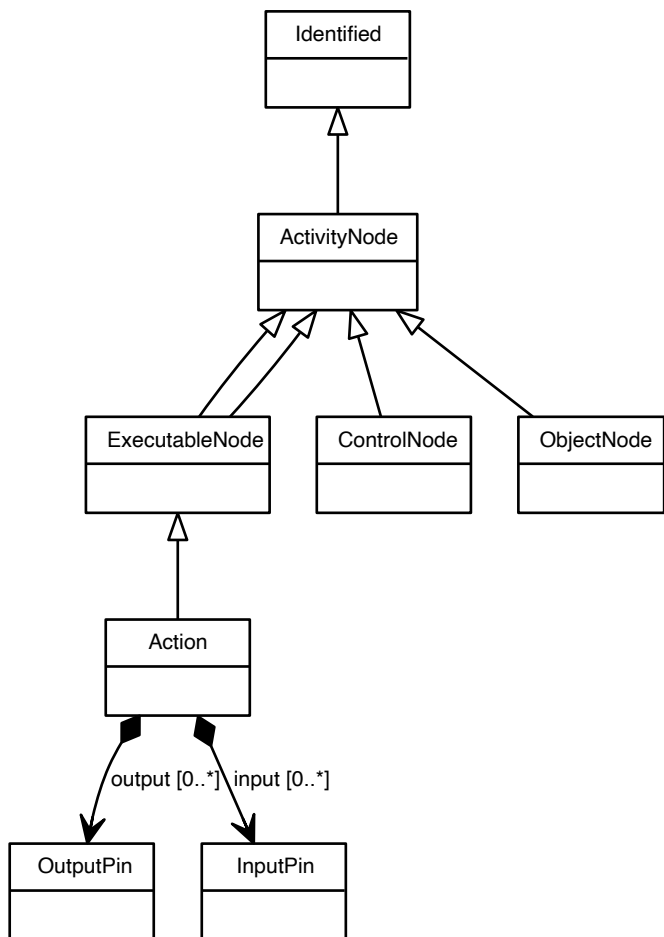 Identified
ActivityNode
ExecutableNode
ControlNode
ObjectNode
Action
output [0..*]
input [0..*]
OutputPin
InputPin